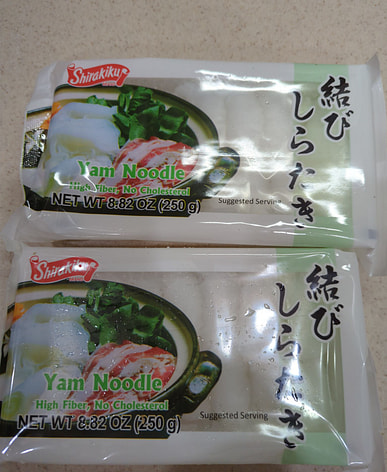 Shirakiku
結び
しらたき
Yam Noodle
High Fiber, No Cholesterol
NET WT 8.82 OZ (250 g)
Suggested Serving
Shirakiku
結び
しらたき
Yam Noodle
High Fiber, No Cholesterol
NET WT 8.82 OZ (250 g)
Suggested Serving